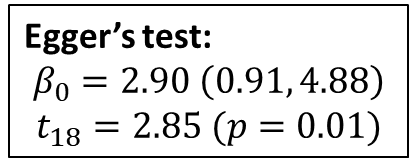 Egger's test:
β₀ = 2.90 (0.91, 4.88)
t₁₈ = 2.85 (p = 0.01)